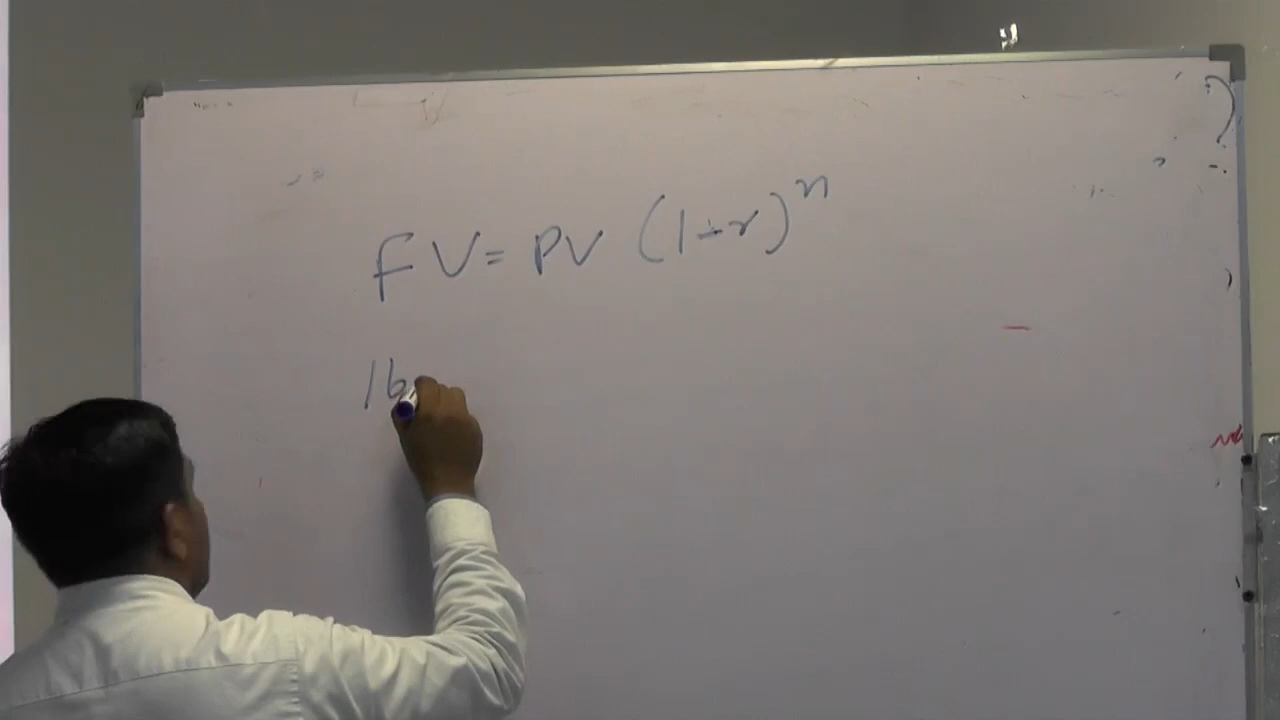 FV = PV (1+r)^n
16